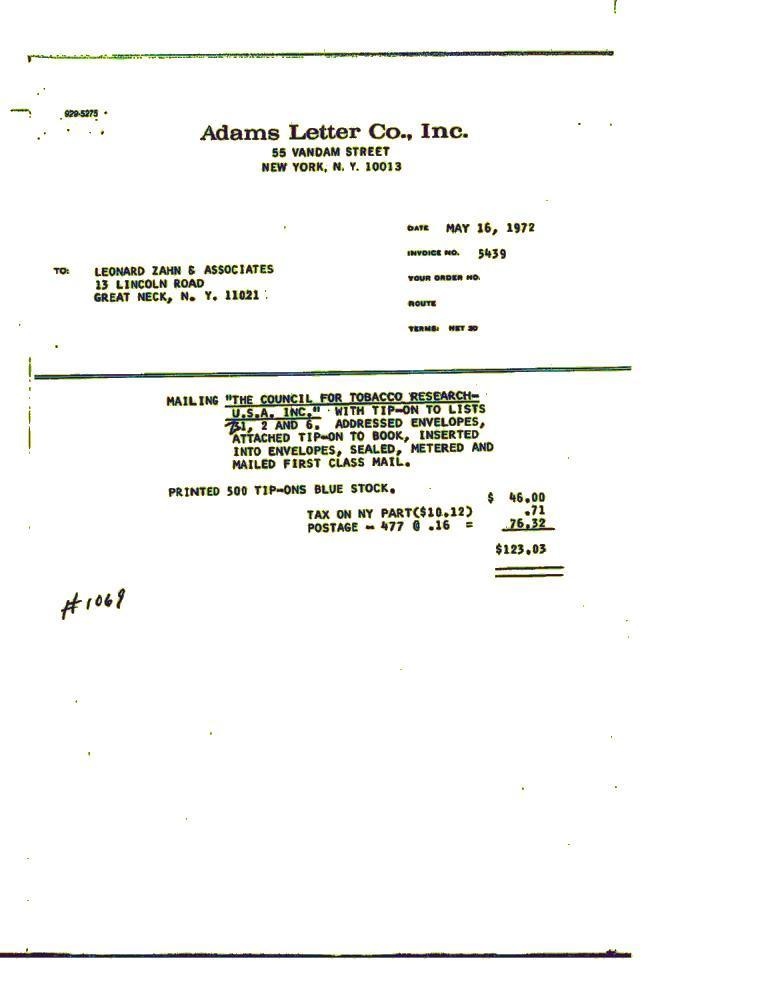 929-5275
Adams Letter Co., Inc.
55 VANDAM STREET
NEW YORK, N. Y. 10013
DATE MAY 16, 1972
INVOICE NO. 5439
TO: LEONARD ZAHN & ASSOCIATES
13 LINCOLN ROAD
GREAT NECK, N. Y. 11021
YOUR ORDER NO.
ROUTE
TERMS: NET 30
MAILING "THE COUNCIL FOR TOBACCO RESEARCH-
U.S.A. INC." WITH TIP-ON TO LISTS
1, 2 AND 6. ADDRESSED ENVELOPES,
ATTACHED TIP-ON TO BOOK, INSERTED
INTO ENVELOPES, SEALED, METERED AND
MAILED FIRST CLASS MAIL.
PRINTED 500 TIP-ONS BLUE STOCK.
$ 46.00
TAX ON NY PART($10.12) .71
POSTAGE - 477 @ .16 = 76.32
$123.03
#1069